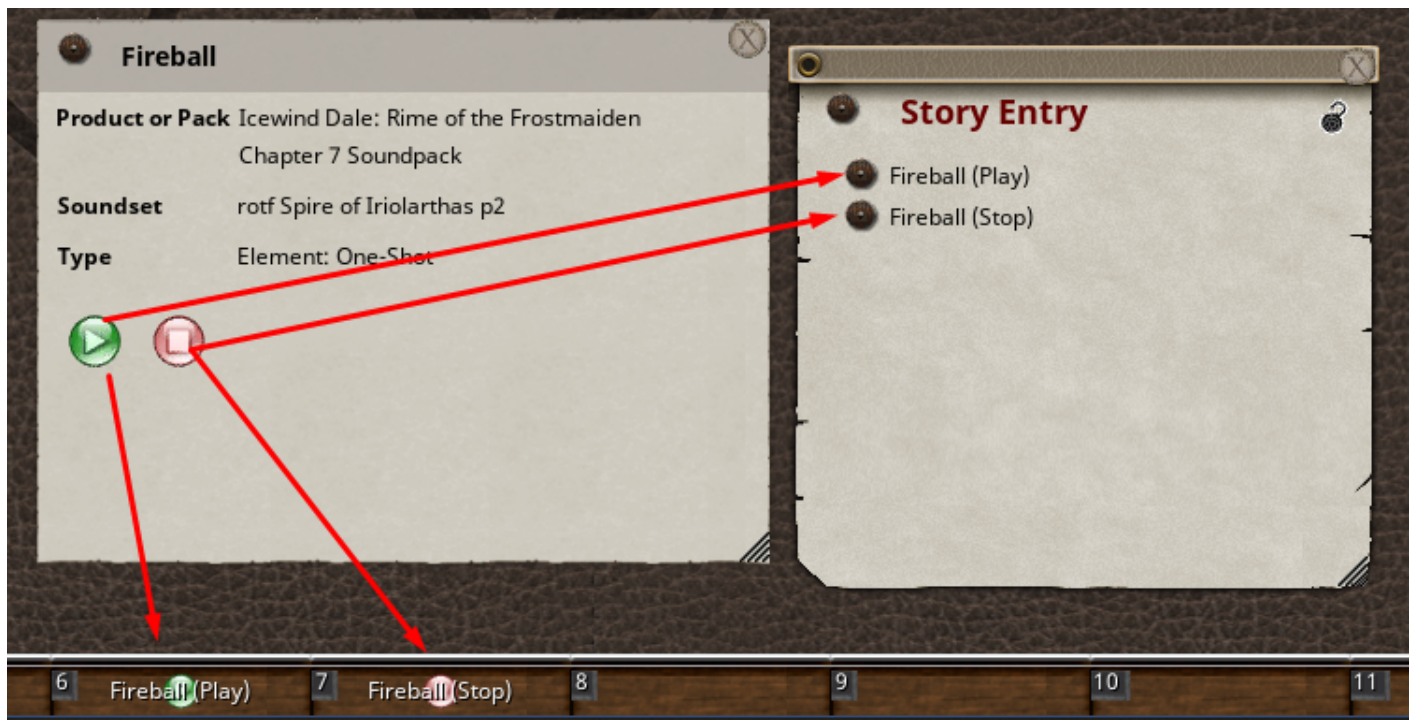 Fireball
X
Product or Pack Icewind Dale: Rime of the Frostmaiden
Chapter 7 Soundpack
Soundset rotf Spire of Iriolarthas p2
Type Element: One-Shot
X
Story Entry
Fireball (Play)
Fireball (Stop)
6 Fireball (Play) 7 Fireball (Stop) 8 9 10 11